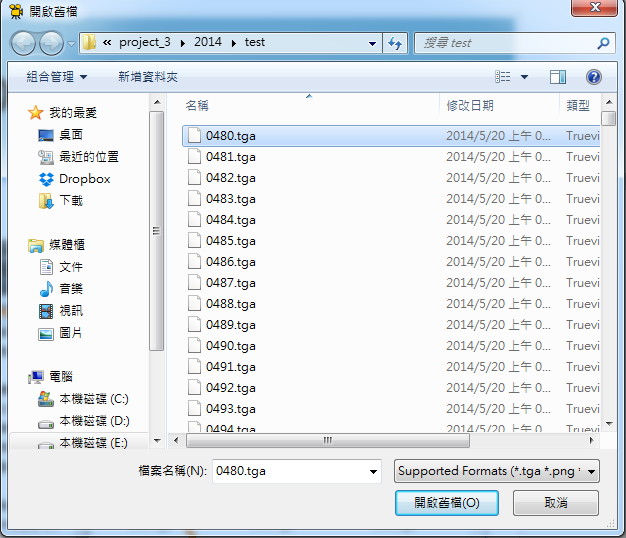 開啟舊檔
« project_3 ▸ 2014 ▸ test
搜尋 test
組合管理 ▼ 新增資料夾
名稱 修改日期 類型
我的最愛
桌面
最近的位置
Dropbox
下載
媒體櫃
文件
音樂
視訊
圖片
電腦
本機磁碟 (C:)
本機磁碟 (D:)
本機磁碟 (E:)
0480.tga 2014/5/20 上午 0... Truevi
0481.tga 2014/5/20 上午 0... Truevi
0482.tga 2014/5/20 上午 0... Truevi
0483.tga 2014/5/20 上午 0... Truevi
0484.tga 2014/5/20 上午 0... Truevi
0485.tga 2014/5/20 上午 0... Truevi
0486.tga 2014/5/20 上午 0... Truevi
0487.tga 2014/5/20 上午 0... Truevi
0488.tga 2014/5/20 上午 0... Truevi
0489.tga 2014/5/20 上午 0... Truevi
0490.tga 2014/5/20 上午 0... Truevi
0491.tga 2014/5/20 上午 0... Truevi
0492.tga 2014/5/20 上午 0... Truevi
0493.tga 2014/5/20 上午 0... Truevi
0494.tga 2014/5/20 上午 0... Truevi
檔案名稱(N): 0480.tga Supported Formats (*.tga *.png *
開啟舊檔(O) 取消